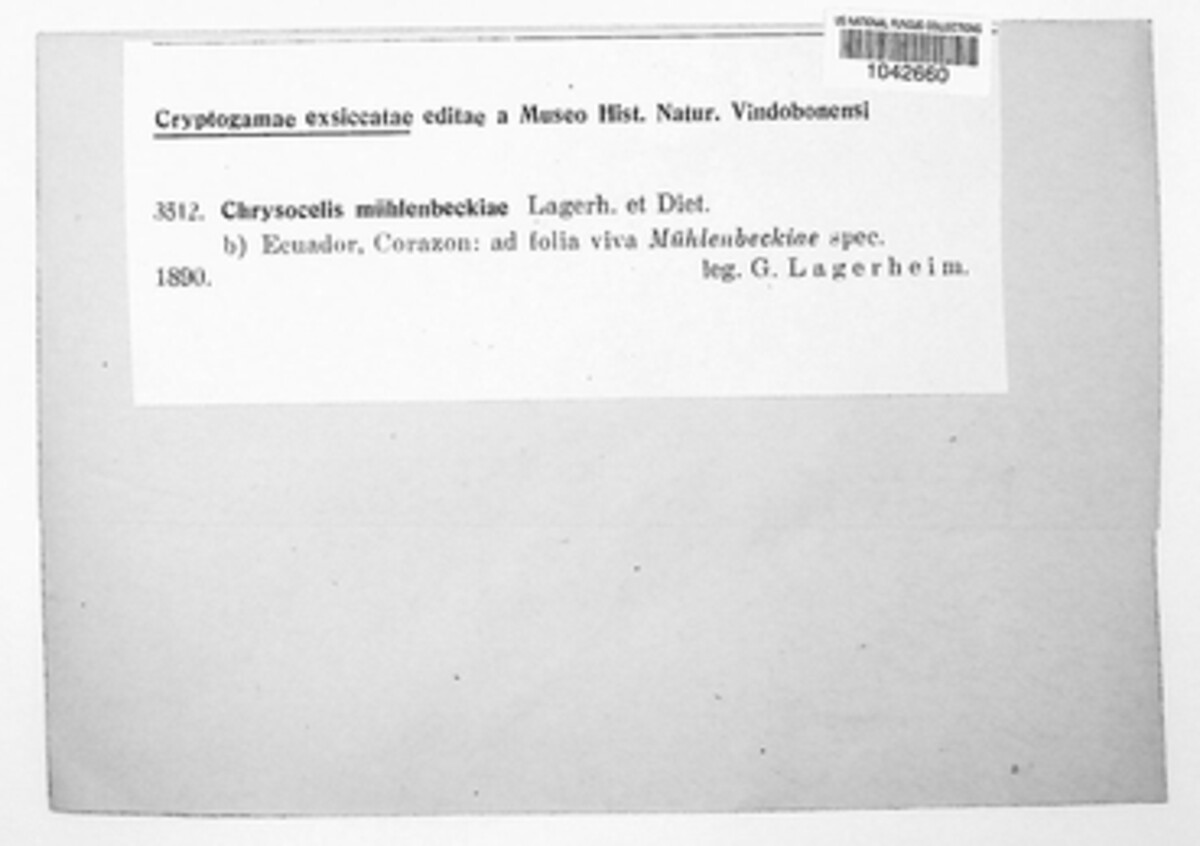 US NATIONAL FUNGUS COLLECTIONS
1042660
Cryptogamae exsiccatae editae a Museo Hist. Natur. Vindobonensi
3512. Chrysocelis mühlenbeckiae Lagerh. et Diet.
b) Ecuador, Corazon: ad folia viva Mühlenbeckiae spec.
1890. leg. G. Lagerheim.